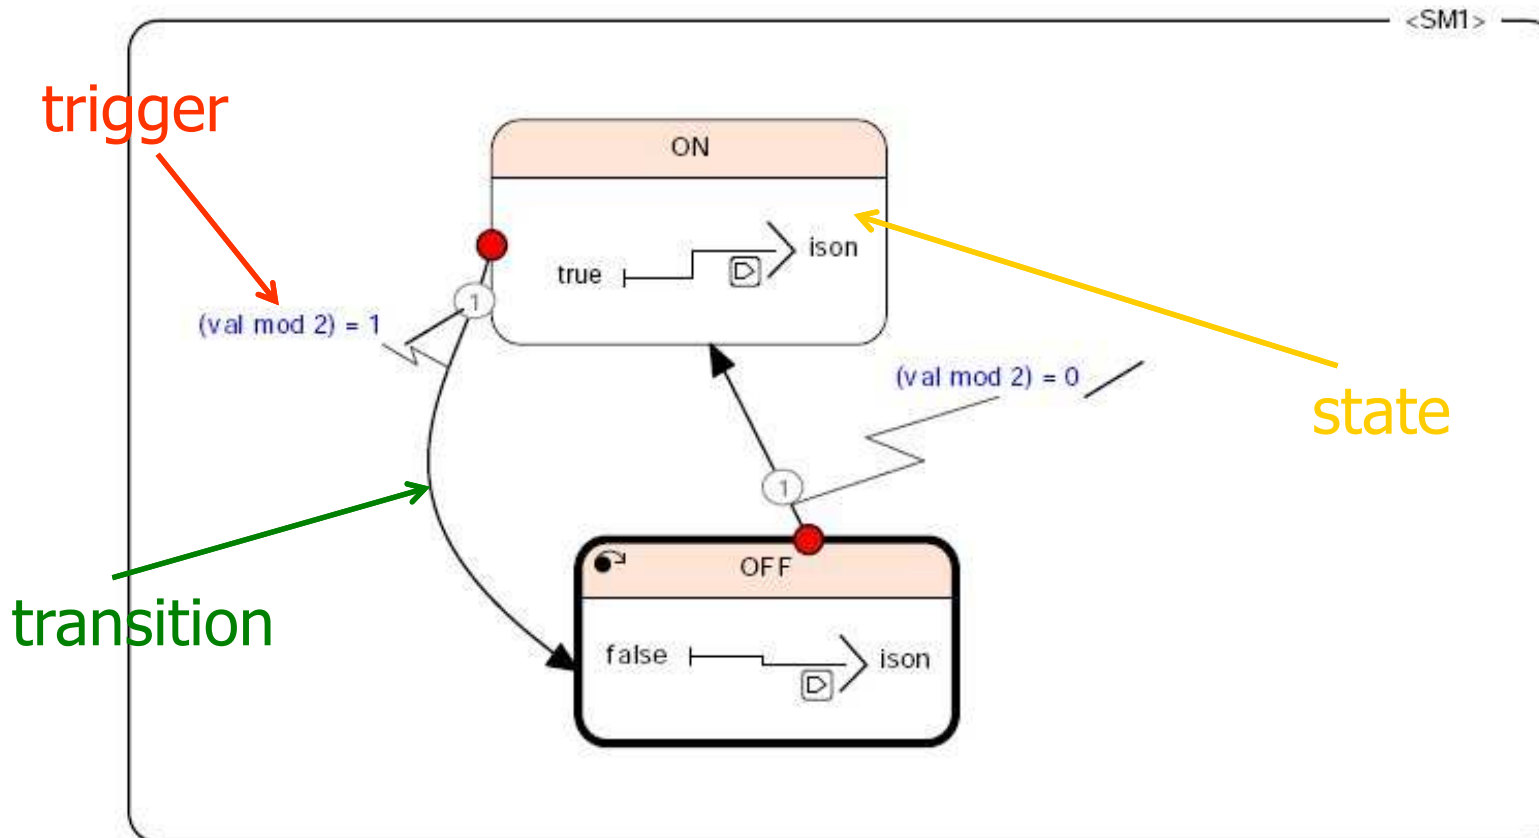 <SM1>
trigger
ON
true
ison
1
(val mod 2) = 1
(val mod 2) = 0
state
1
OFF
transition
false
ison